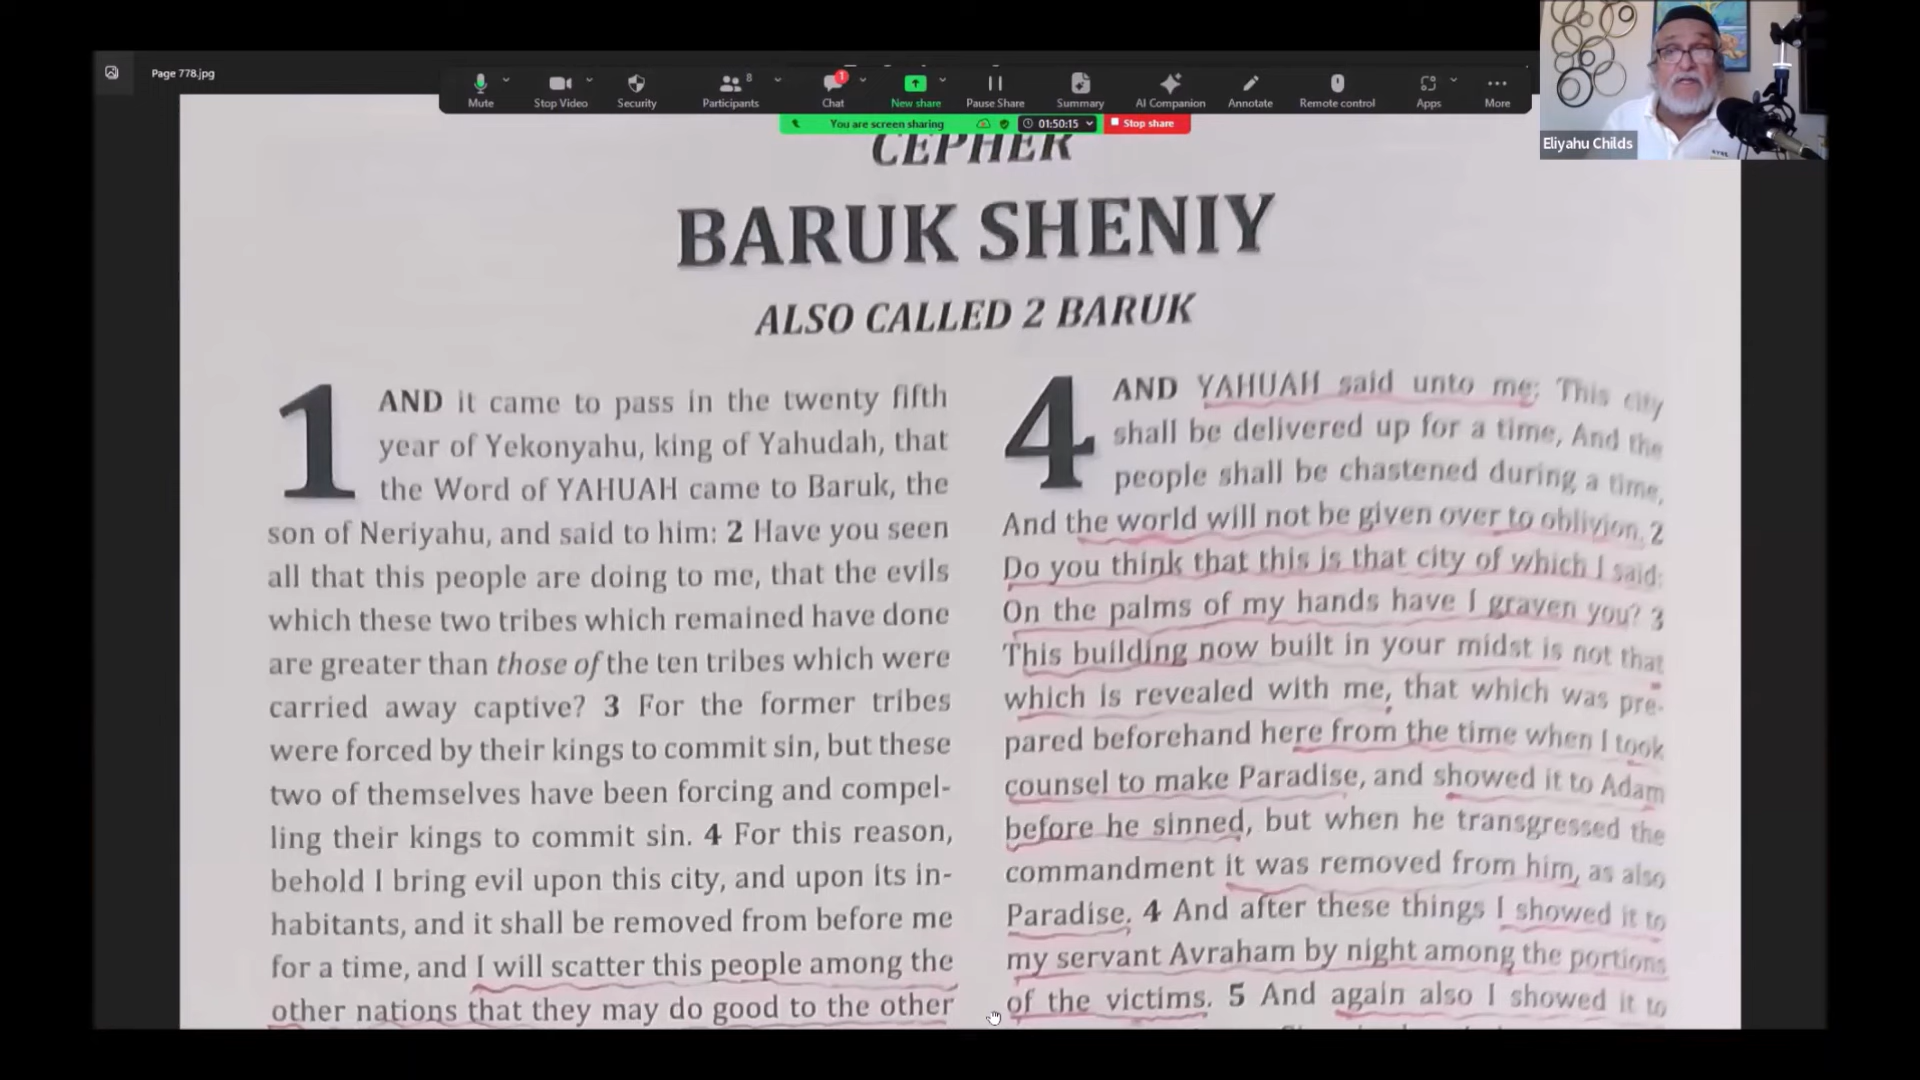 Page 778.jpg
Mute
Stop Video
Security
Participants
8
Chat
1
New share
Pause Share
Summary
AI Companion
Annotate
Remote control
Apps
More
You are screen sharing
01:50:15
Stop share
Eliyahu Childs
CEPHER
BARUK SHENIY
ALSO CALLED 2 BARUK
1 AND it came to pass in the twenty fifth
year of Yekonyahu, king of Yahudah, that
the Word of YAHUAH came to Baruk, the
son of Neriyahu, and said to him: 2 Have you seen
all that this people are doing to me, that the evils
which these two tribes which remained have done
are greater than those of the ten tribes which were
carried away captive? 3 For the former tribes
were forced by their kings to commit sin, but these
two of themselves have been forcing and compel-
ling their kings to commit sin. 4 For this reason,
behold I bring evil upon this city, and upon its in-
habitants, and it shall be removed from before me
for a time, and I will scatter this people among the
other nations that they may do good to the other
4 AND YAHUAH said unto me; This city
shall be delivered up for a time, And the
people shall be chastened during a time,
And the world will not be given over to oblivion. 2
Do you think that this is that city of which I said:
On the palms of my hands have I graven you? 3
This building now built in your midst is not that
which is revealed with me, that which was pre-
pared beforehand here from the time when I took
counsel to make Paradise, and showed it to Adam
before he sinned, but when he transgressed the
commandment it was removed from him, as also
Paradise. 4 And after these things I showed it to
my servant Avraham by night among the portions
of the victims. 5 And again also I showed it to